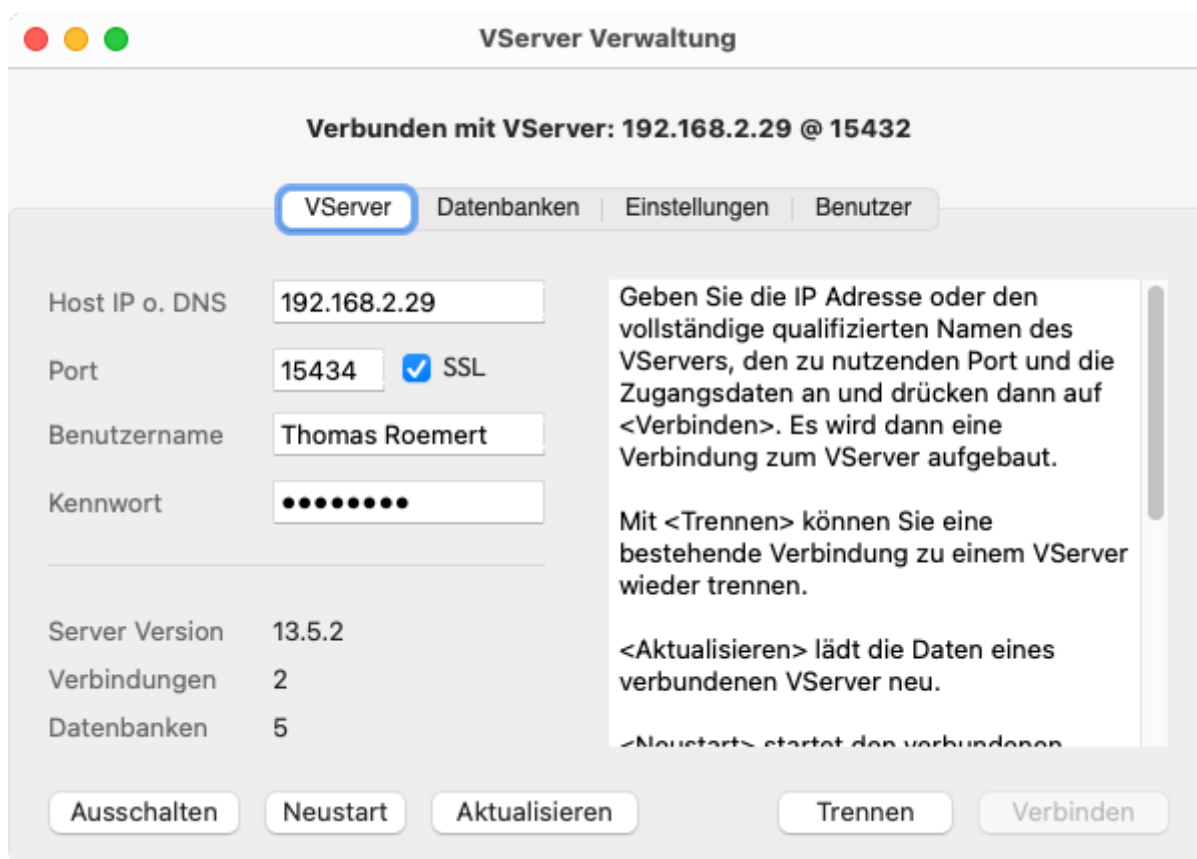 VServer Verwaltung
Verbunden mit VServer: 192.168.2.29 @ 15432
VServer Datenbanken Einstellungen Benutzer
Host IP o. DNS 192.168.2.29
Port 15434 SSL
Benutzername Thomas Roemert
Kennwort ••••••••
Server Version 13.5.2
Verbindungen 2
Datenbanken 5
Geben Sie die IP Adresse oder den
vollständige qualifizierten Namen des
VServers, den zu nutzenden Port und die
Zugangsdaten an und drücken dann auf
<Verbinden>. Es wird dann eine
Verbindung zum VServer aufgebaut.
Mit <Trennen> können Sie eine
bestehende Verbindung zu einem VServer
wieder trennen.
<Aktualisieren> lädt die Daten eines
verbundenen VServer neu.
<Neustart> startet den verbundenen
Ausschalten Neustart Aktualisieren Trennen Verbinden